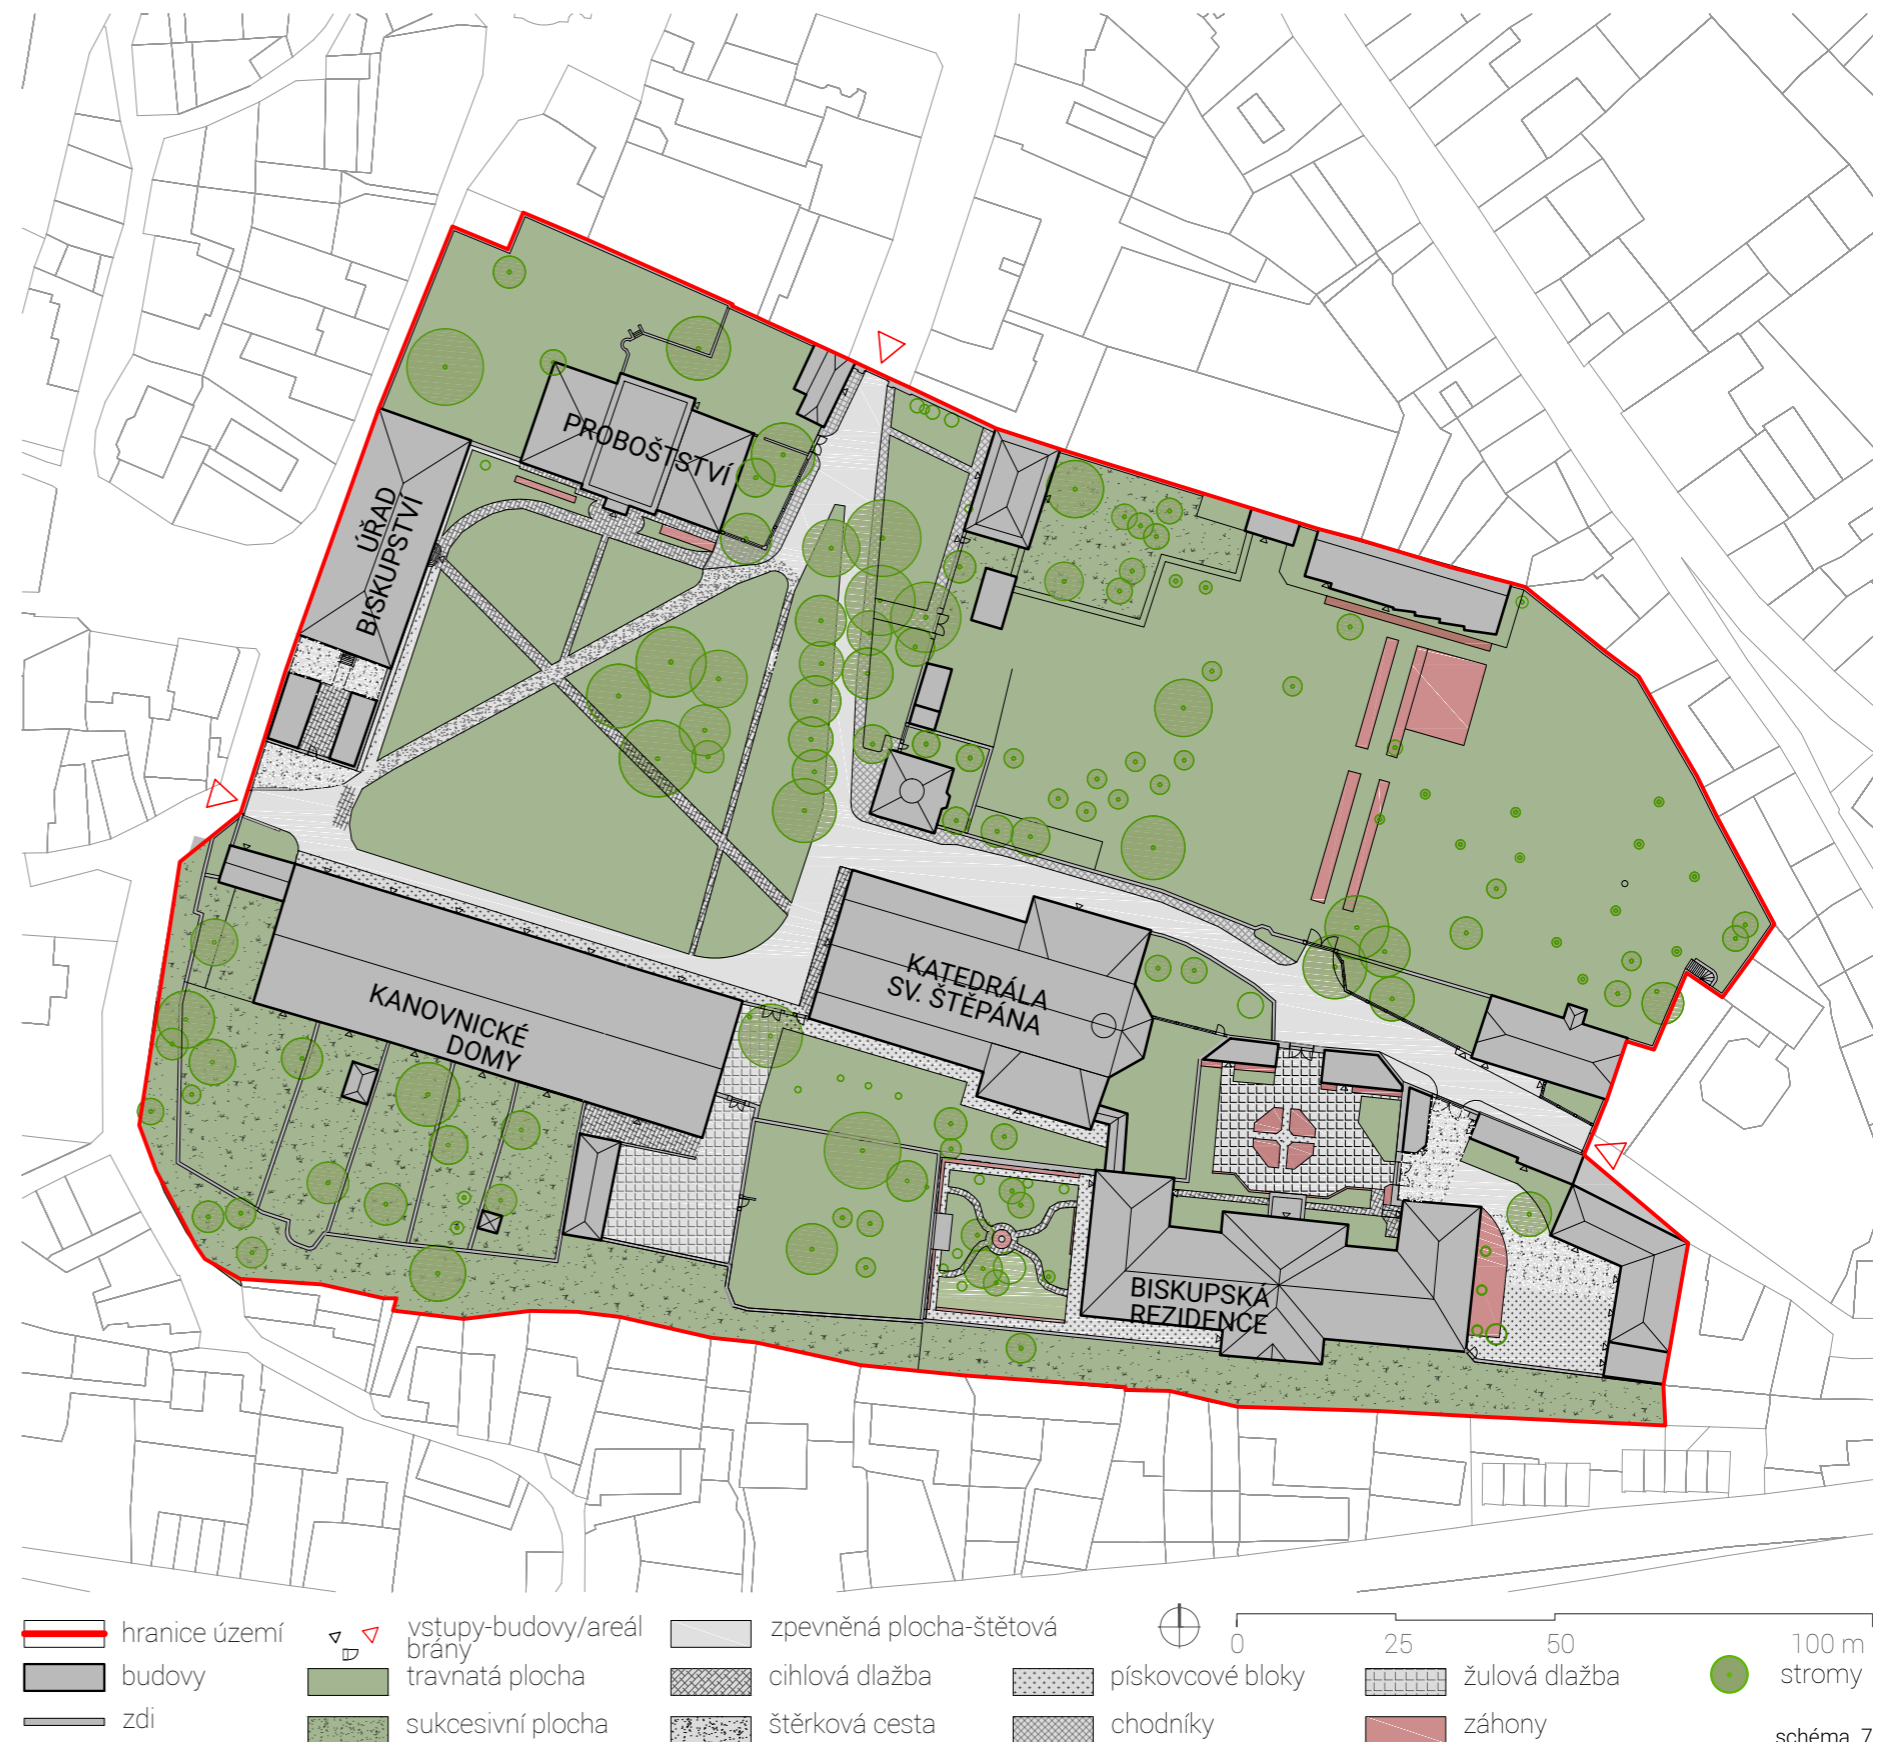 PROBOŠTSTVÍ
ÚŘAD
BISKUPSTVÍ
KATEDRÁLA
SV. ŠTĚPÁNA
KANOVNICKÉ
DOMY
BISKUPSKÁ
REZIDENCE
hranice území
budovy
zdi
vstupy-budovy/areál
brány
travnatá plocha
sukcesivní plocha
zpevněná plocha-štětová
cihlová dlažba
štěrková cesta
pískovcové bloky
chodníky
0 25 50 100 m
žulová dlažba
záhony
stromy
schéma 7